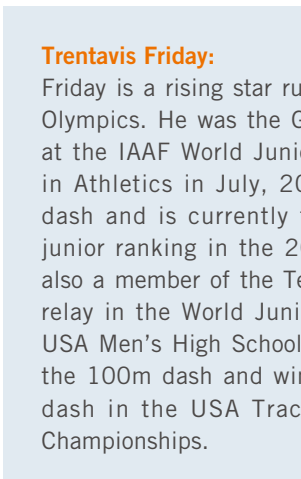 Trentavis Friday:
Friday is a rising star
Olympics. He was the
at the IAAF World
in Athletics in July,
dash and is currently
junior ranking in the
also a member of the
relay in the World
USA Men's High School
the 100m dash and
dash in the USA
Championships.